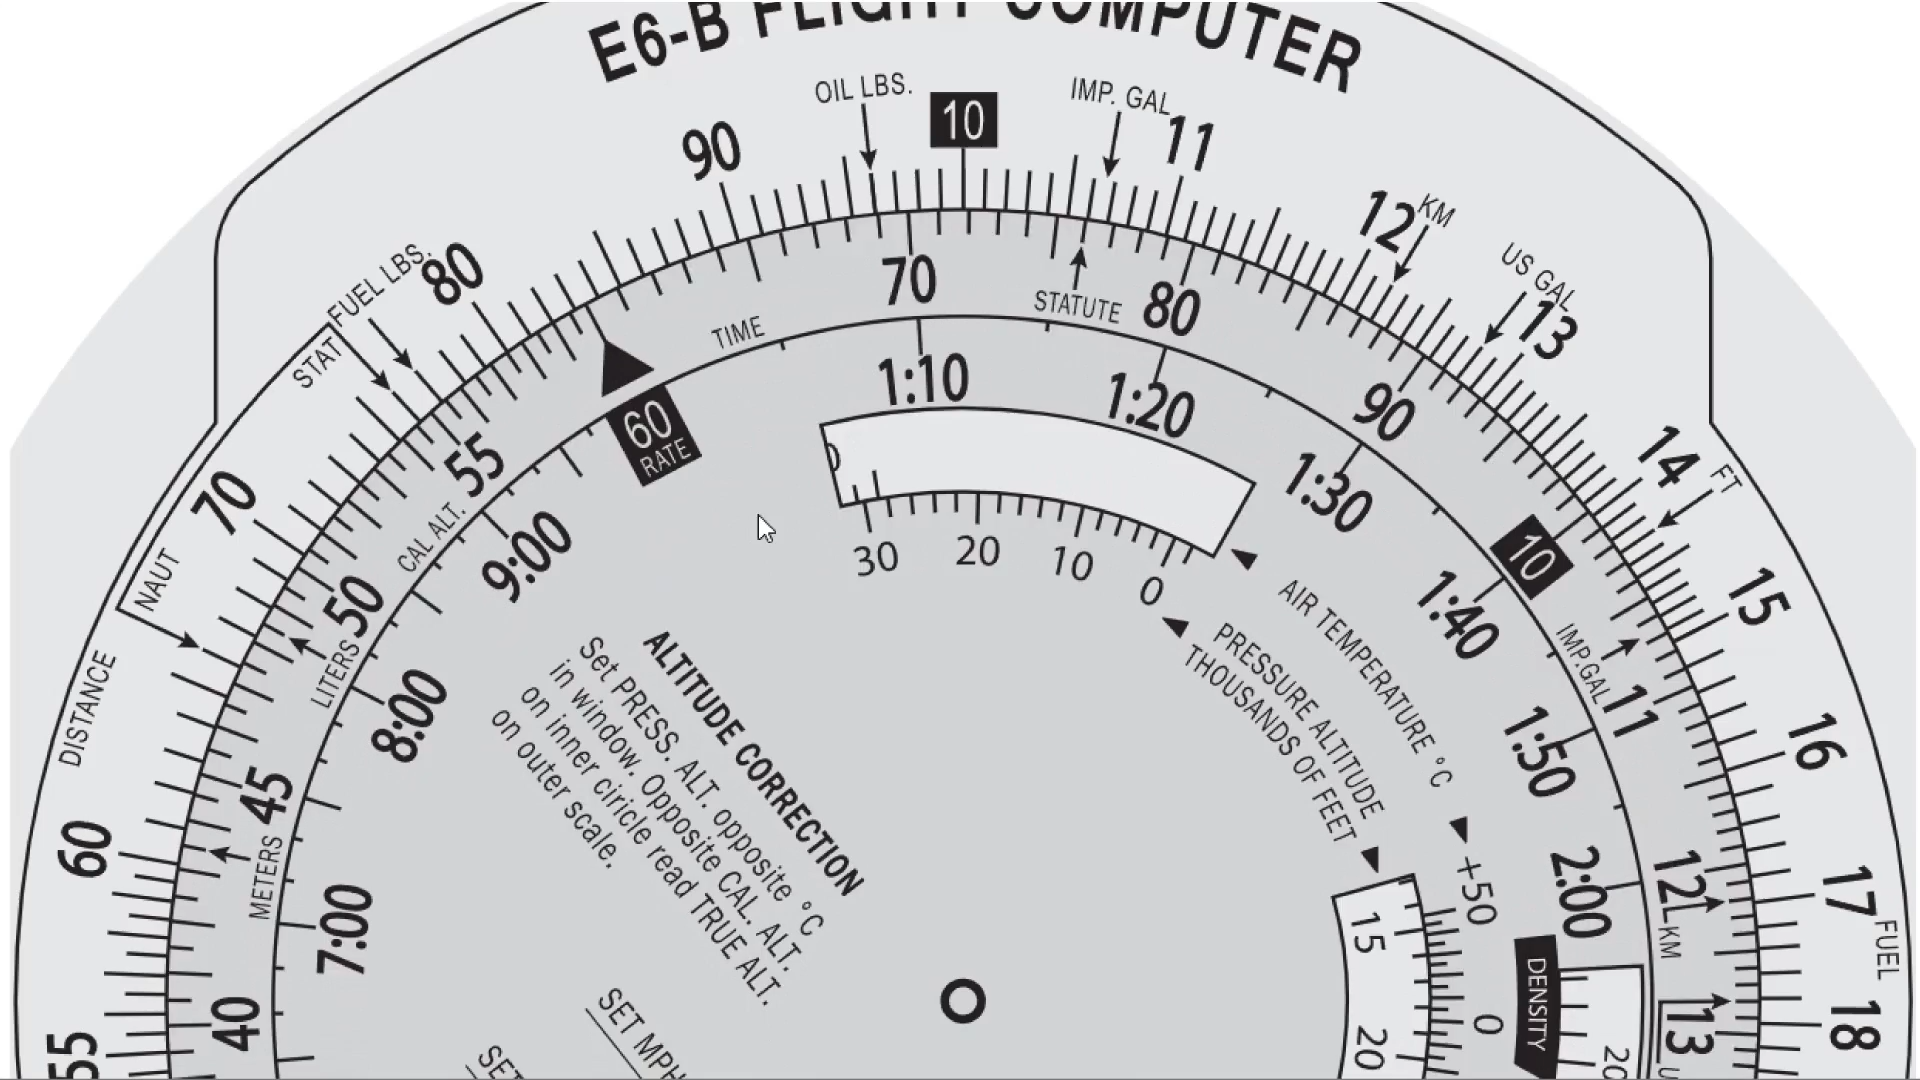 E6-B FLIGHT COMPUTER
OIL LBS.
10
IMP. GAL
11
90
12
KM
US GAL
13
FUEL LBS.
80
STAT
70
NAUT
DISTANCE
60
55
14
FT
15
16
17
FUEL
18
TIME
70
STATUTE
80
90
10
IMP.GAL
11
12
KM
13
60
RATE
55
CAL ALT.
50
LITERS
45
METERS
40
1:10
1:20
1:30
1:40
1:50
2:00
9:00
8:00
7:00
30
20
10
0
AIR TEMPERATURE °C
PRESSURE ALTITUDE
THOUSANDS OF FEET
+50
0
15
20
DENSITY
20
ALTITUDE CORRECTION
Set PRESS. ALT. opposite °C
in window. Opposite CAL. ALT.
on inner ciricle read TRUE ALT.
on outer scale.
SET MPH
SET